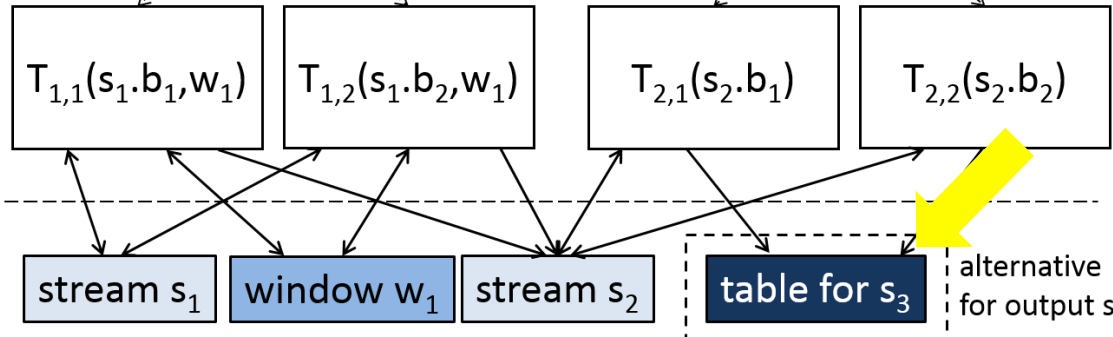 T1,1(s1.b1,w1)
T1,2(s1.b2,w1)
T2,1(s2.b1)
T2,2(s2.b2)
stream s1
window w1
stream s2
table for s3
alternative
for output s